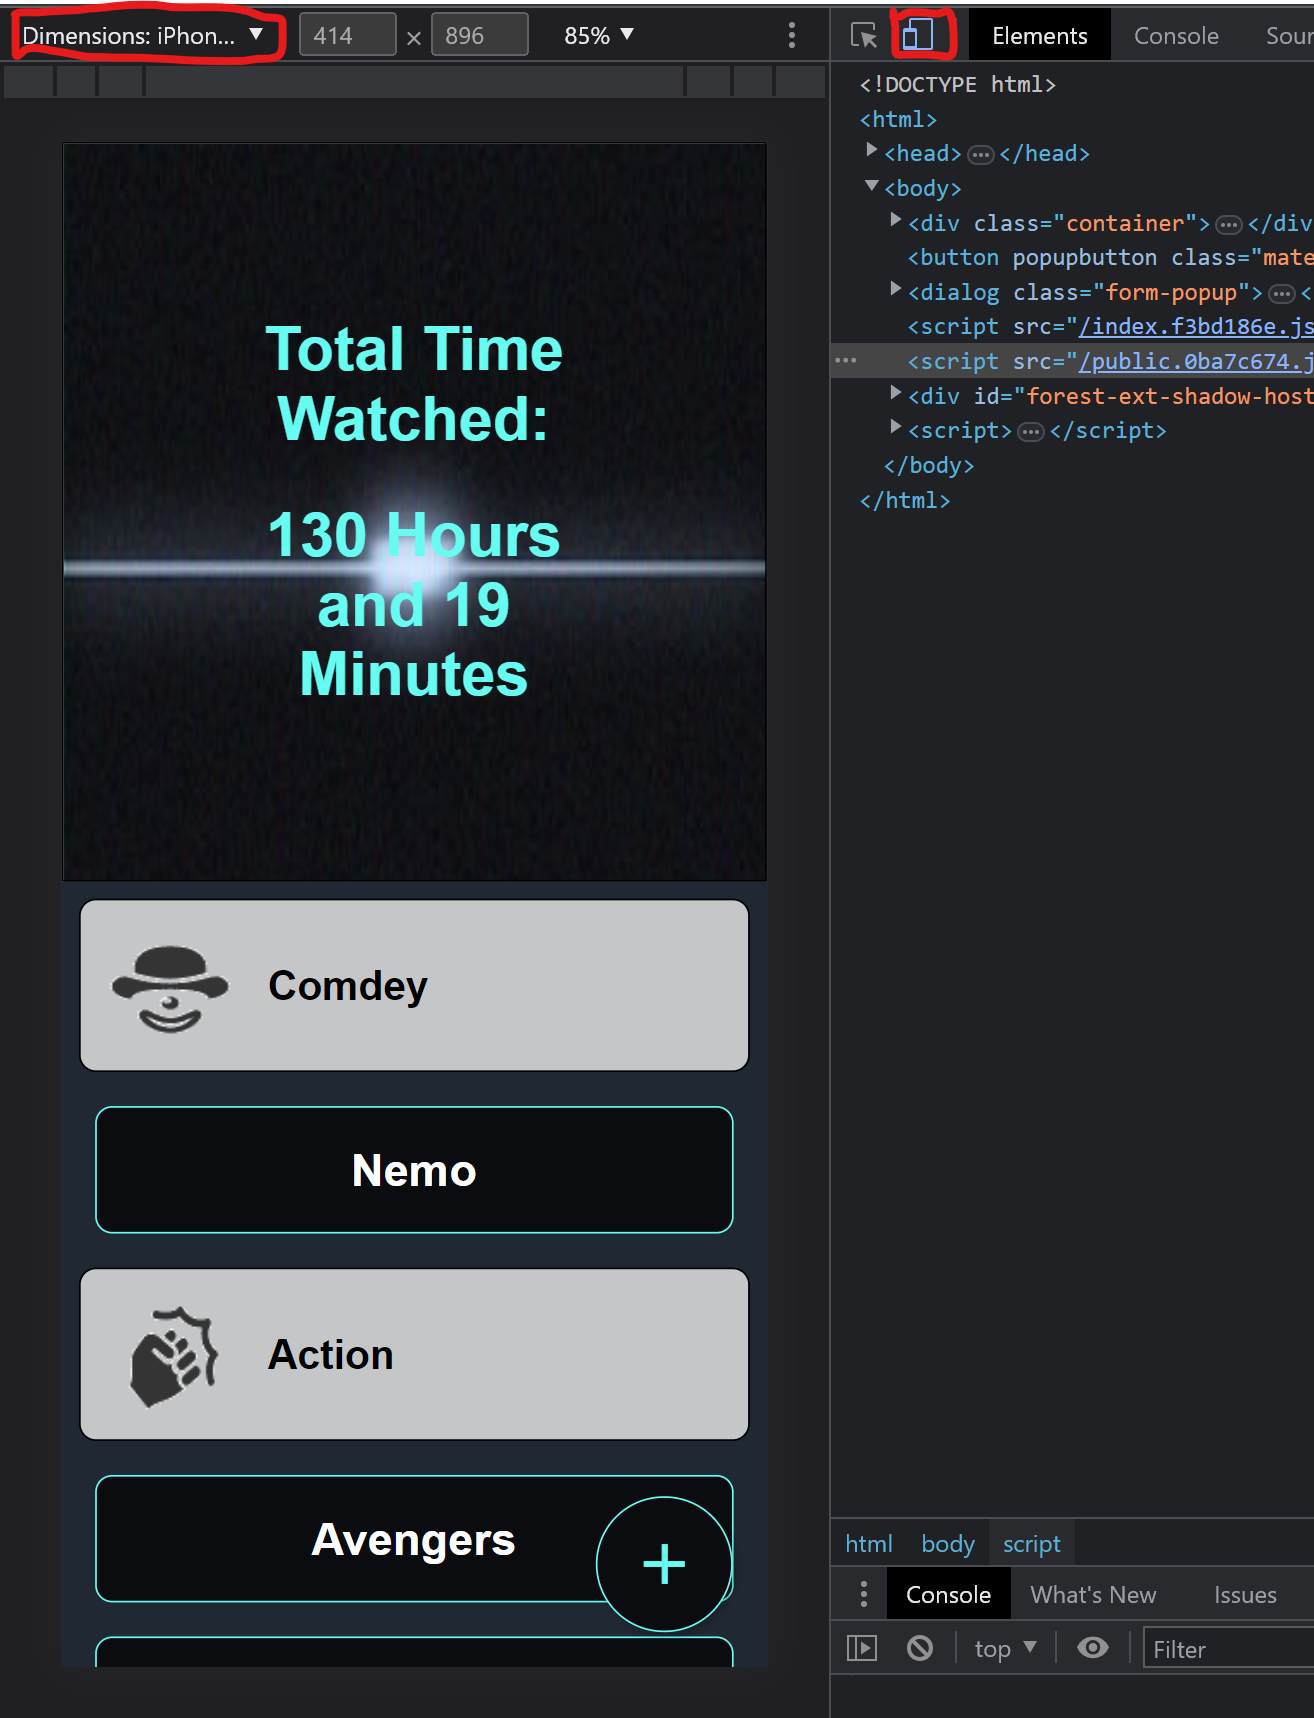 Dimensions: iPhon... ▼ 414 × 896 85% ▼
Elements Console Sour
<!DOCTYPE html>
<html>
<head>…</head>
<body>
<div class="container">…</div
<button popupbutton class="mate
<dialog class="form-popup">…<
<script src="/index.f3bd186e.js
<script src="/public.0ba7c674.j
<div id="forest-ext-shadow-host
<script>…</script>
</body>
</html>
Total Time
Watched:
130 Hours
and 19
Minutes
Comdey
Nemo
Action
Avengers
+
html body script
Console What's New Issues
top ▼ Filter